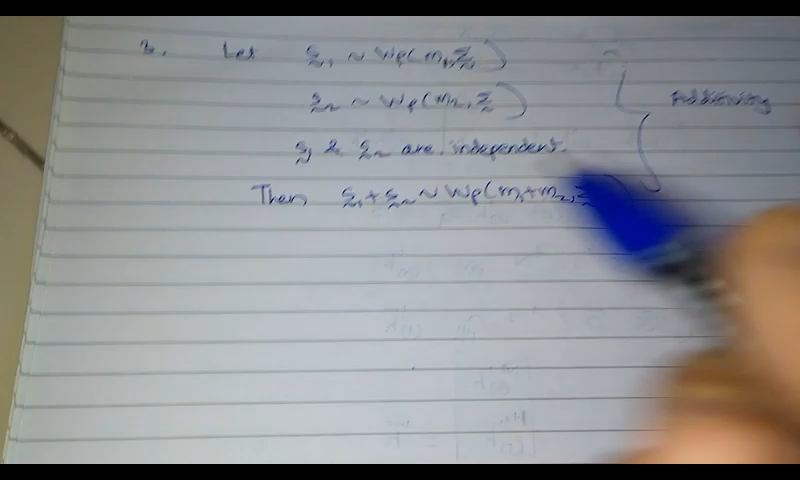 3. Let S₁ ~ Wp(m₁, Σ)
S₂ ~ Wp(m₂, Σ)
S₁ & S₂ are independent.
Additivity
Then S₁ + S₂ ~ Wp(m₁+m₂, Σ)